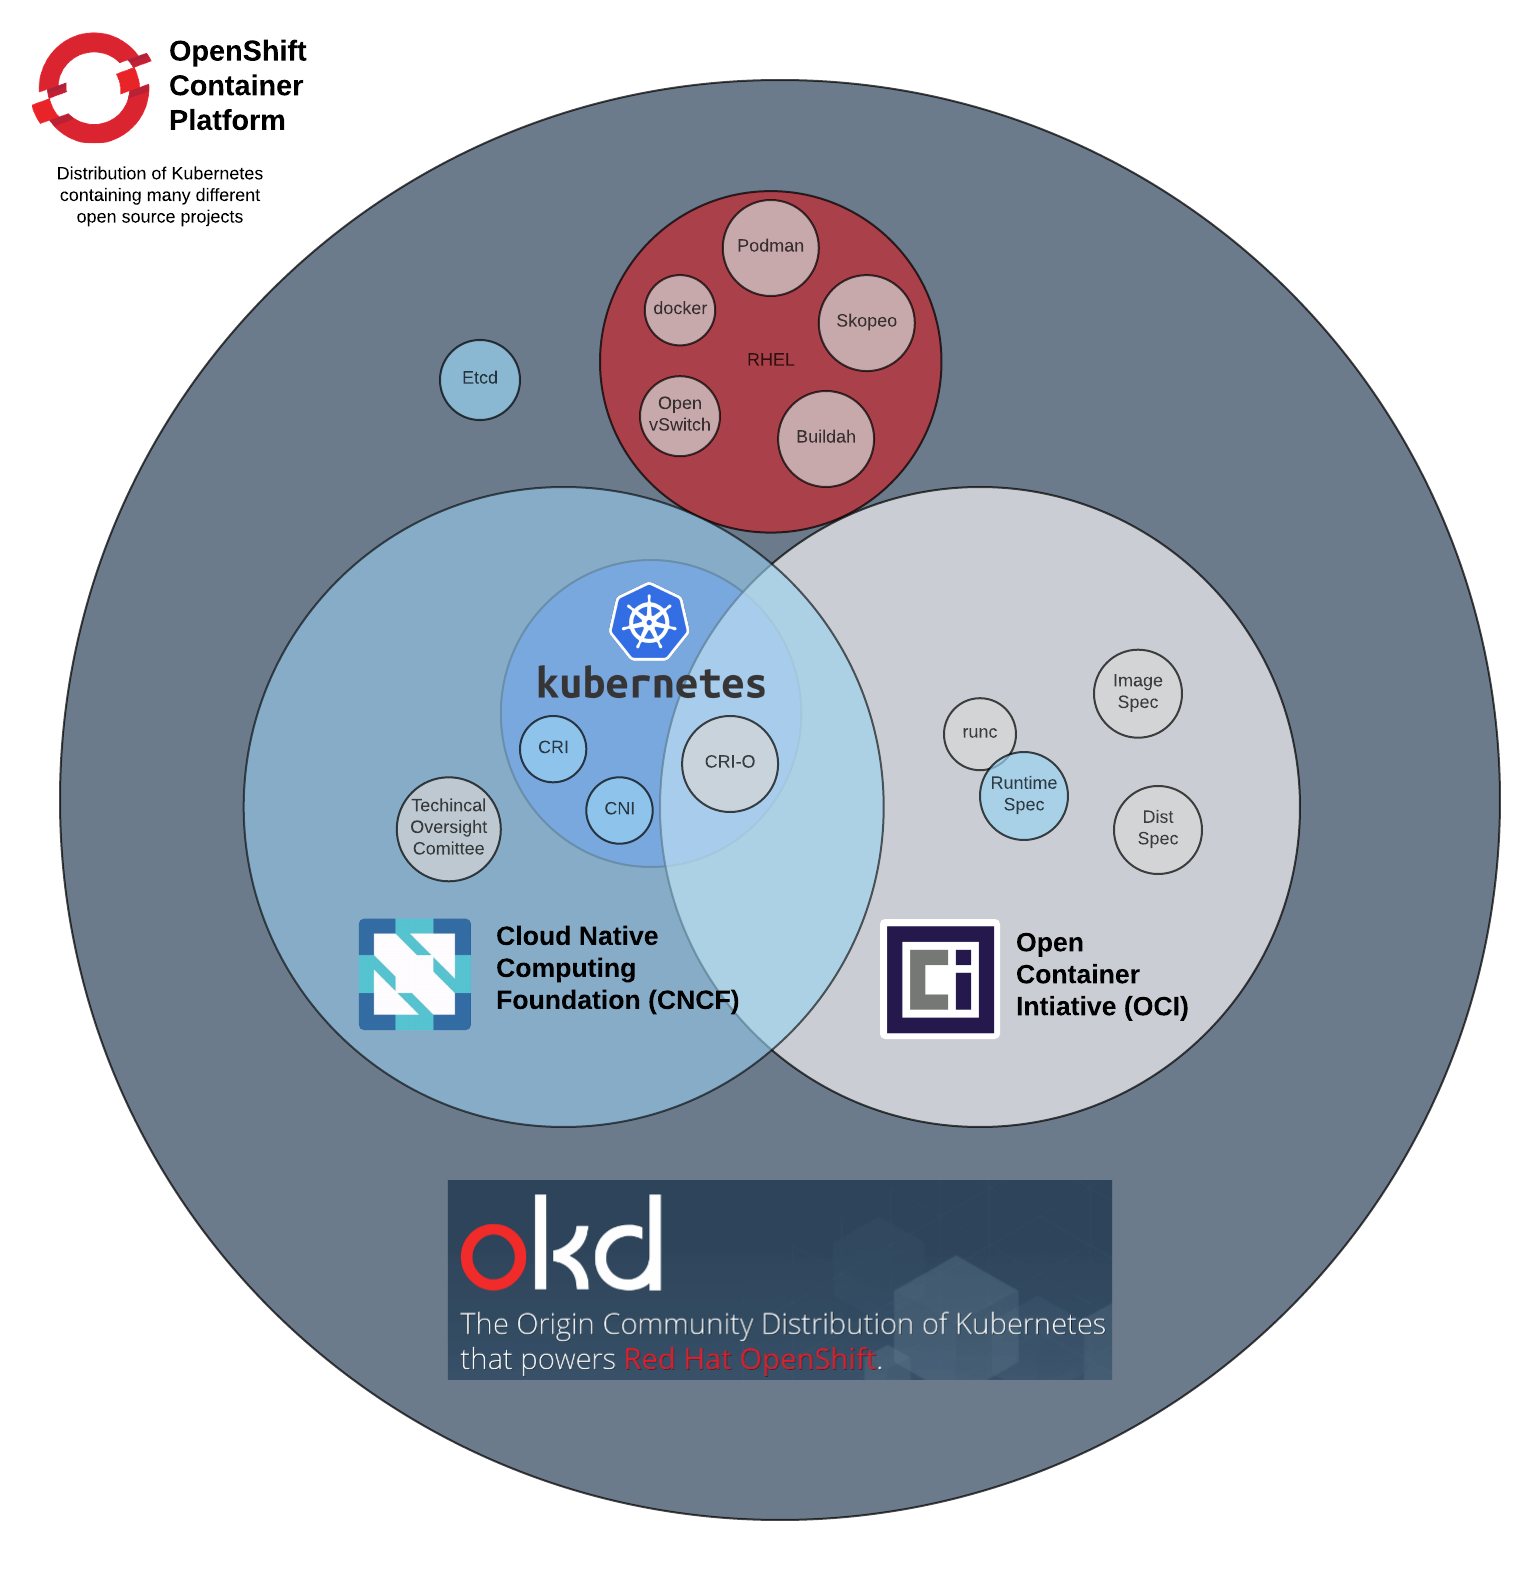 OpenShift
Container
Platform
Distribution of Kubernetes
containing many different
open source projects
Podman
docker
Skopeo
RHEL
Etcd
Open
vSwitch
Buildah
kubernetes
CRI
CRI-O
CNI
Techincal
Oversight
Comittee
runc
Image
Spec
Runtime
Spec
Dist
Spec
Cloud Native
Computing
Foundation (CNCF)
Open
Container
Intiative (OCI)
okd
The Origin Community Distribution of Kubernetes
that powers Red Hat OpenShift.